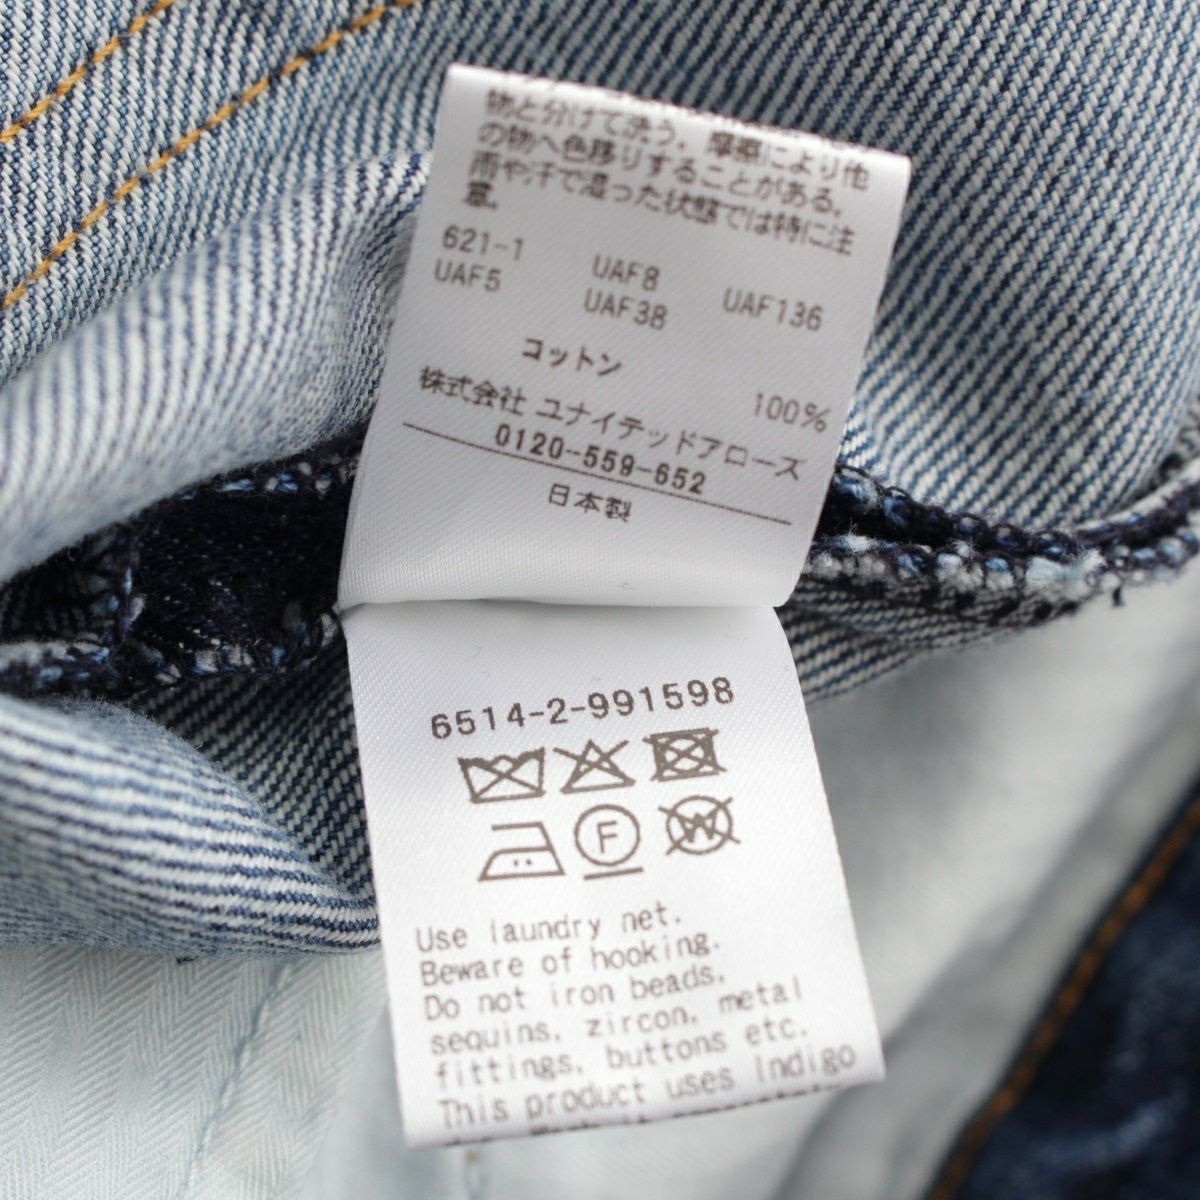 物と分けて洗う。摩擦により他
の物へ色移りすることがある。
雨や汗で湿った状態では特に注
意。
621-1 UAF8 UAF136
UAF5 UAF38
コットン 100%
株式会社 ユナイテッドアローズ
0120-559-652
日本製
6514-2-991598
W
F
Use laundry net.
Beware of hooking.
Do not iron beads,
sequins, zircon, metal
fittings, buttons etc.
This product uses Indigo